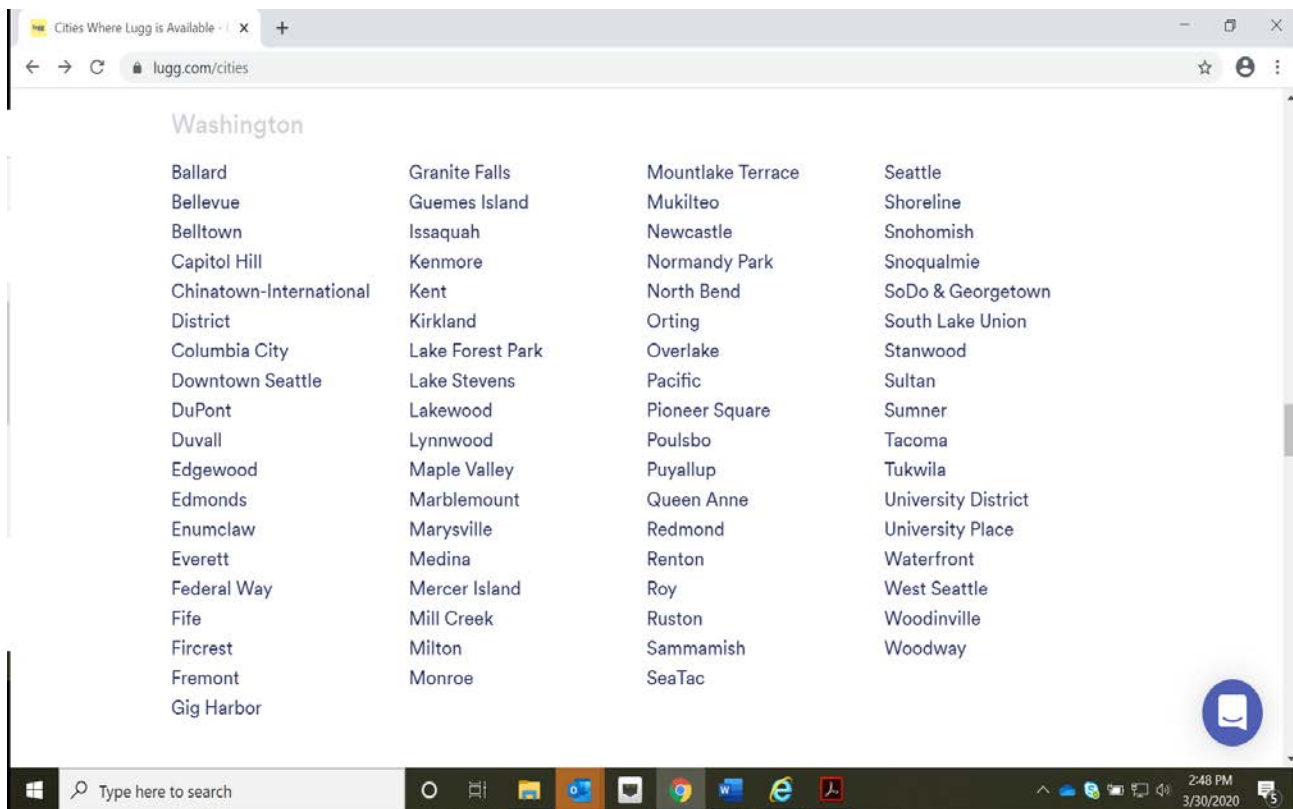 Cities Where Lugg is Available -
lugg.com/cities
Washington
Ballard
Bellevue
Belltown
Capitol Hill
Chinatown-International
District
Columbia City
Downtown Seattle
DuPont
Duvall
Edgewood
Edmonds
Enumclaw
Everett
Federal Way
Fife
Fircrest
Fremont
Gig Harbor
Granite Falls
Guemes Island
Issaquah
Kenmore
Kent
Kirkland
Lake Forest Park
Lake Stevens
Lakewood
Lynnwood
Maple Valley
Marblemount
Marysville
Medina
Mercer Island
Mill Creek
Milton
Monroe
Mountlake Terrace
Mukilteo
Newcastle
Normandy Park
North Bend
Orting
Overlake
Pacific
Pioneer Square
Poulsbo
Puyallup
Queen Anne
Redmond
Renton
Roy
Ruston
Sammamish
SeaTac
Seattle
Shoreline
Snohomish
Snoqualmie
SoDo & Georgetown
South Lake Union
Stanwood
Sultan
Sumner
Tacoma
Tukwila
University District
University Place
Waterfront
West Seattle
Woodinville
Woodway
Type here to search
2:48 PM
3/30/2020
5